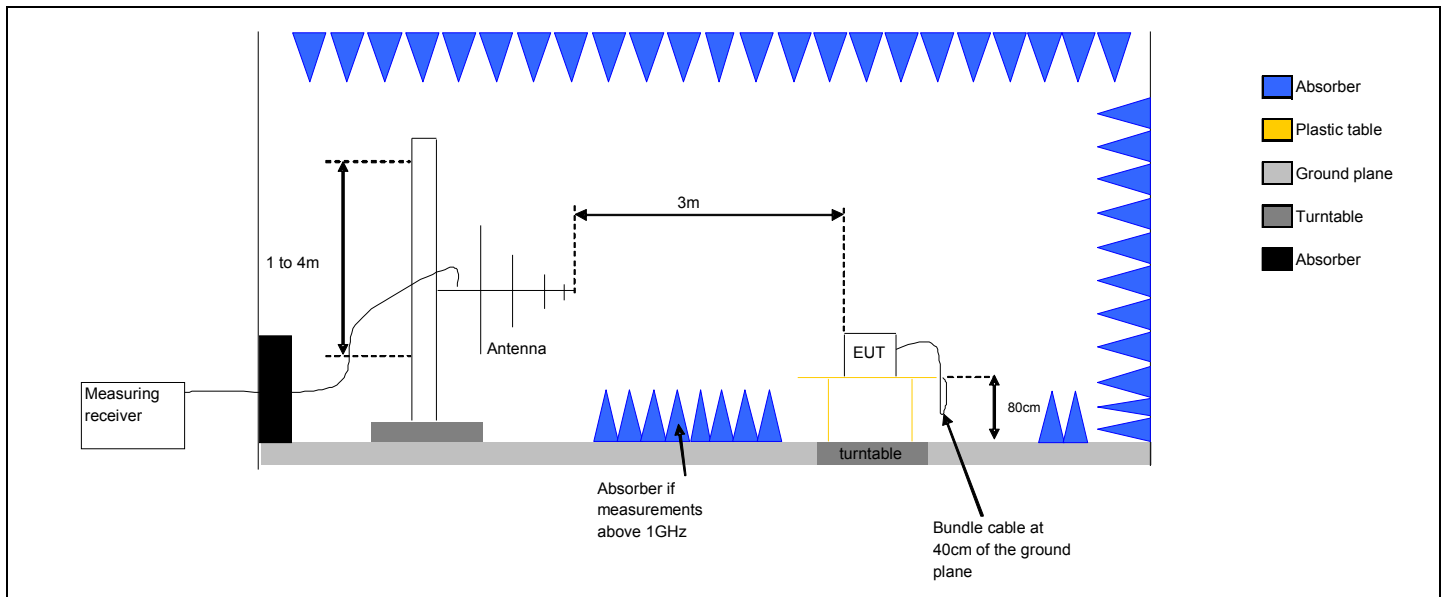 Absorber
Plastic table
Ground plane
Turntable
Absorber
3m
1 to 4m
Antenna
EUT
Measuring
receiver
80cm
turntable
Absorber if
measurements
above 1GHz
Bundle cable at
40cm of the ground
plane